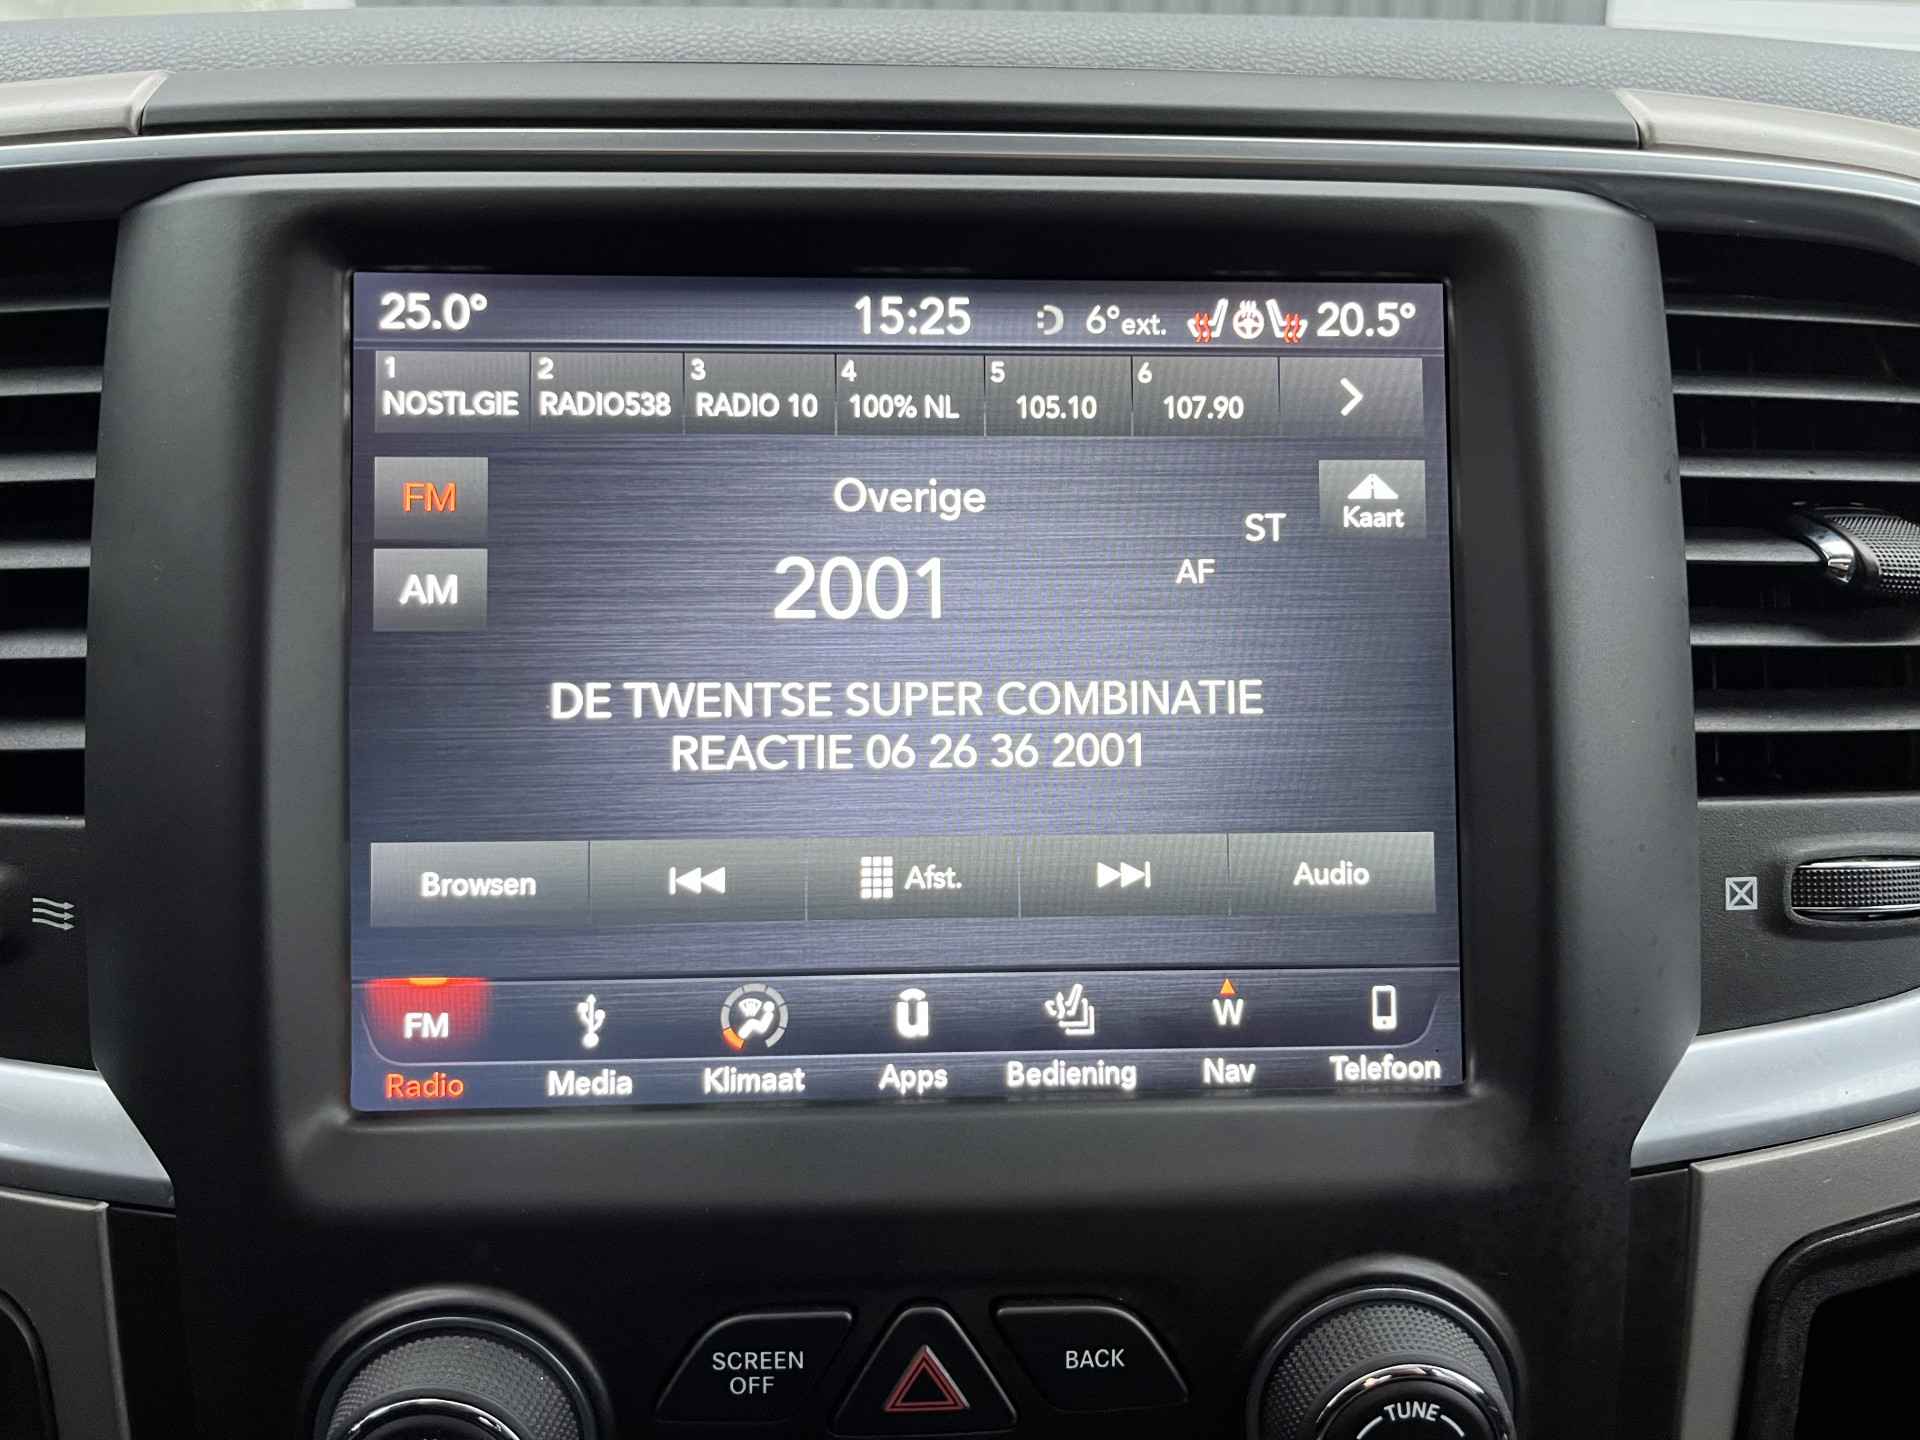 25.0° 15:25 6°ext. 20.5°
1 2 3 4 5 6
NOSTLGIE RADIO538 RADIO 10 100% NL 105.10 107.90
FM Overige Kaart
ST
AM 2001 AF
DE TWENTSE SUPER COMBINATIE
REACTIE 06 26 36 2001
Browsen Afst. Audio
FM ū W
Radio Media Klimaat Apps Bediening Nav Telefoon
SCREEN OFF BACK
TUNE